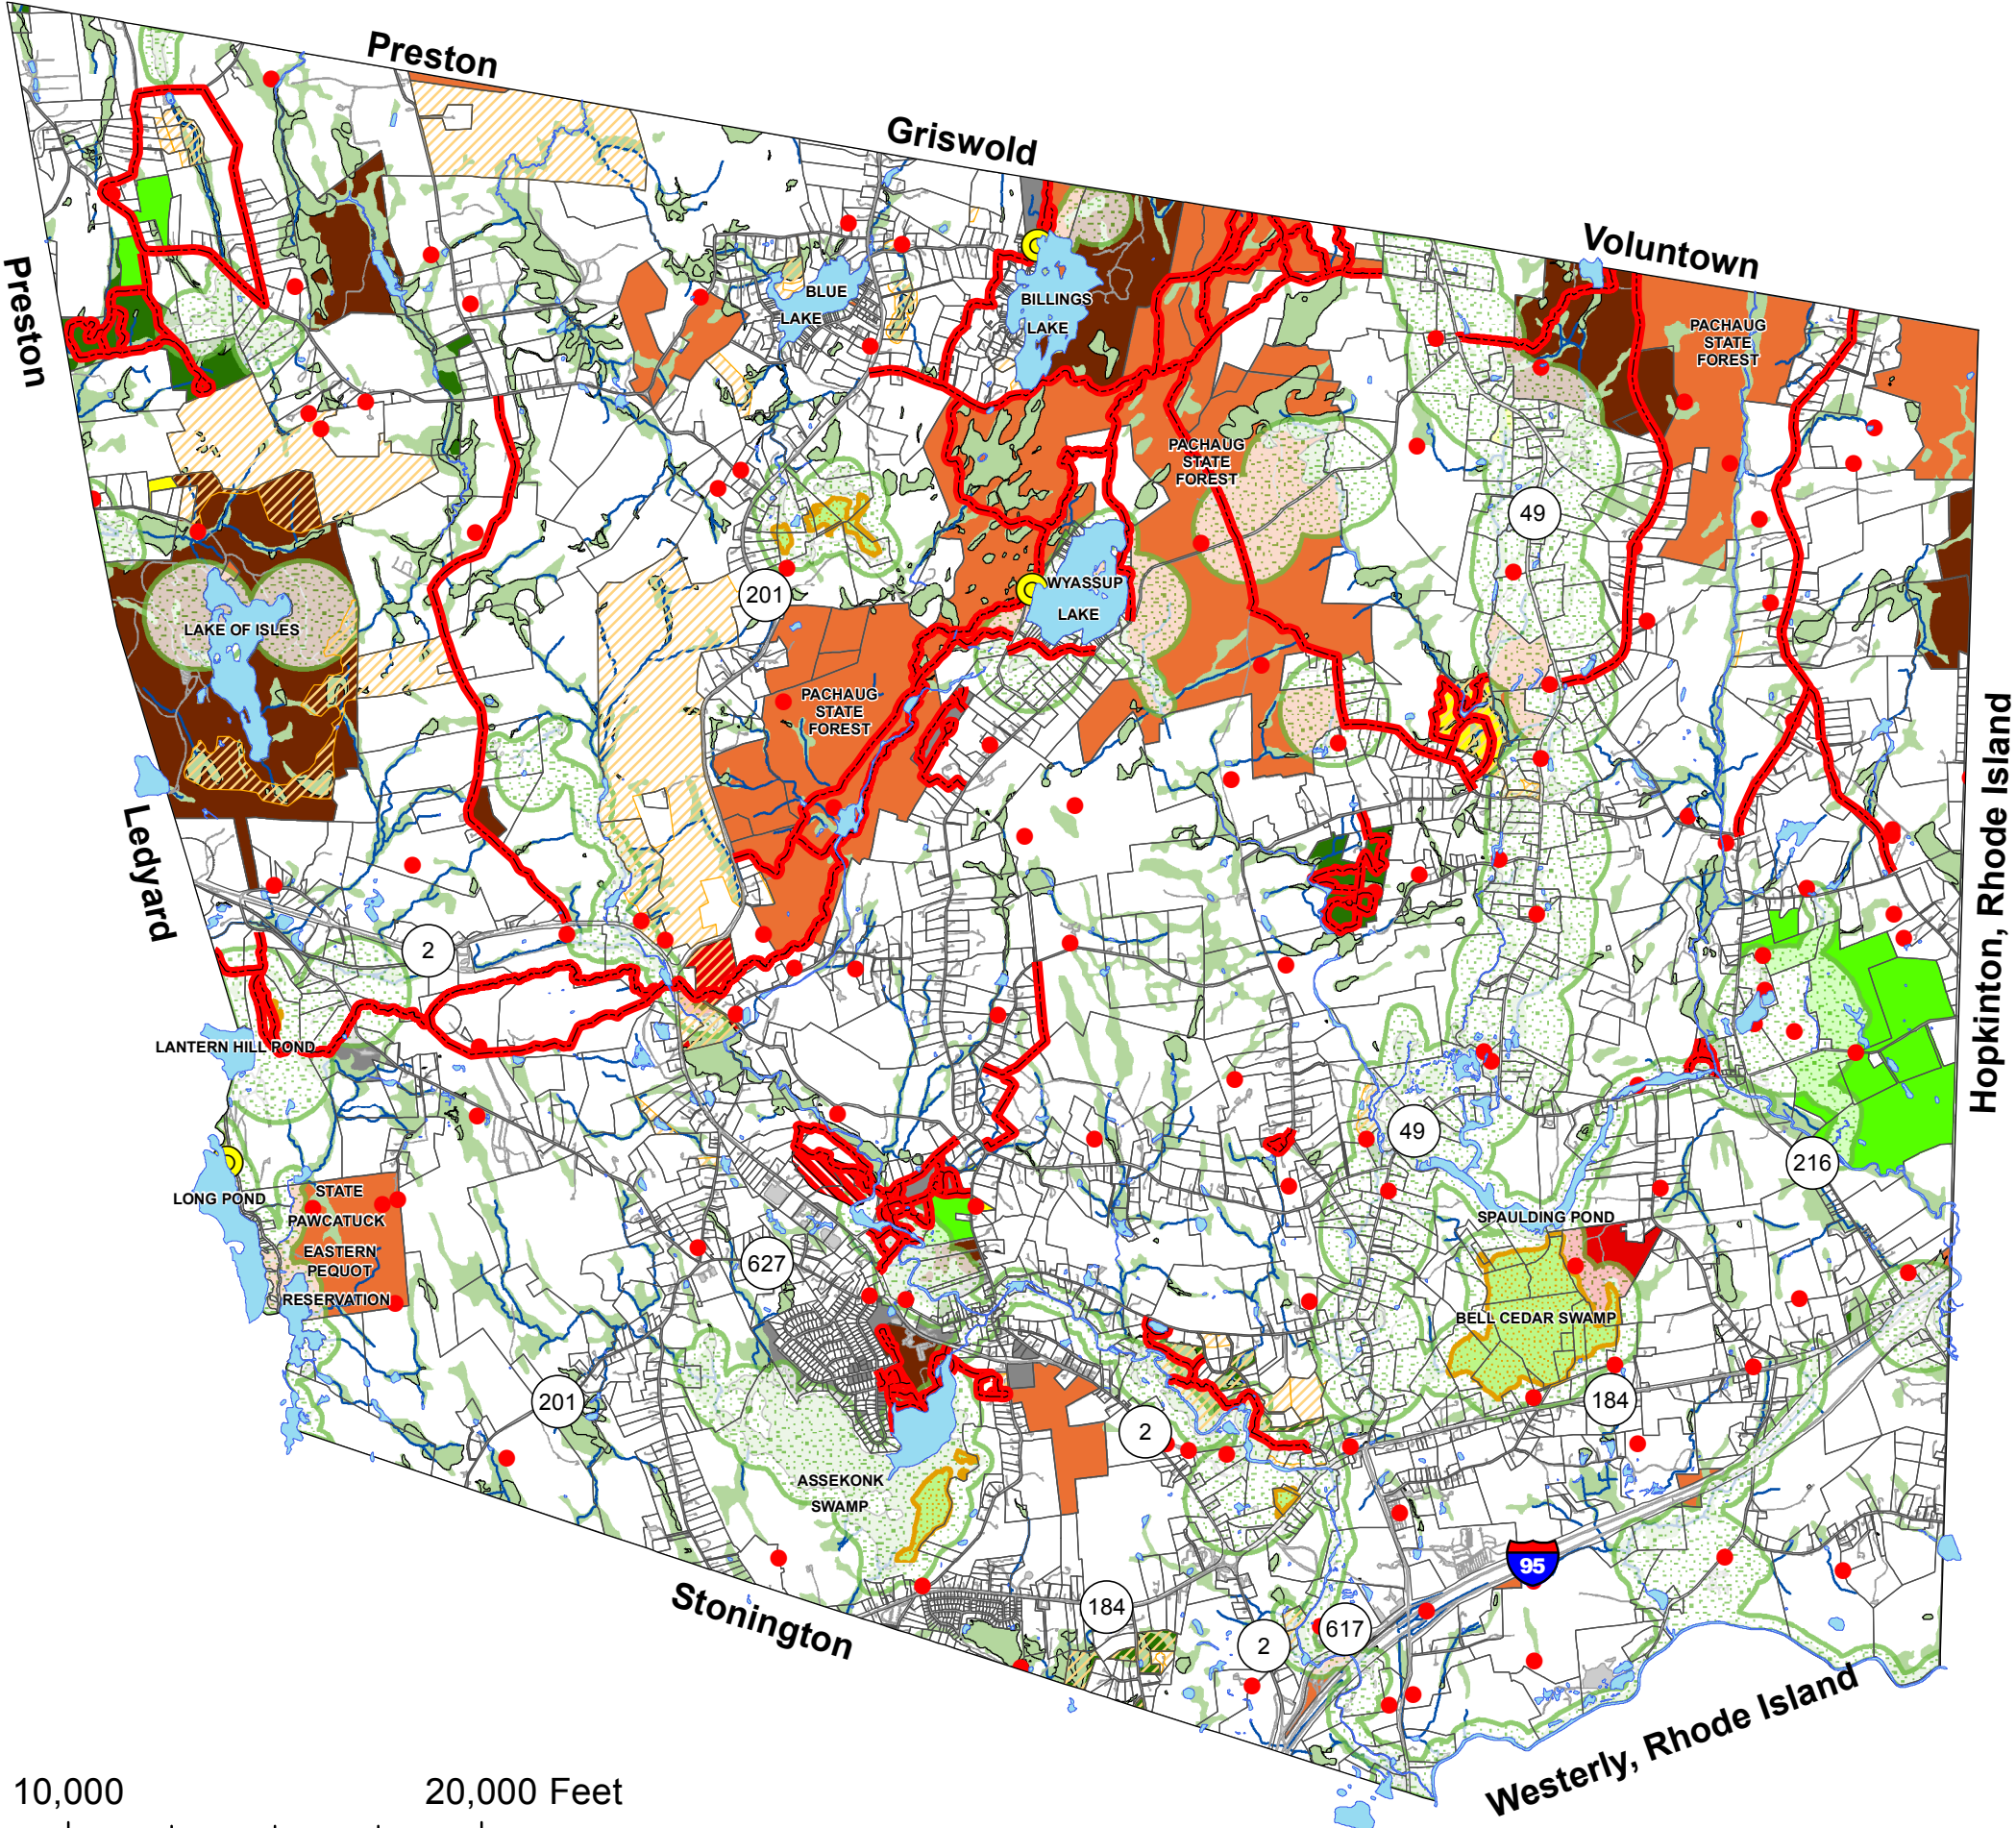 Preston
Griswold
Voluntown
Preston
BLUE
LAKE
BILLINGS
LAKE
PACHAUG
STATE
FOREST
PACHAUG
STATE
FOREST
49
201
WYASSUP
LAKE
LAKE OF ISLES
PACHAUG
STATE
FOREST
Hopkinton, Rhode Island
Ledyard
2
LANTERN HILL POND
49
216
LONG POND
STATE
PAWCATUCK
EASTERN
PEQUOT
RESERVATION
SPAULDING POND
627
BELL CEDAR SWAMP
201
184
2
ASSEKONK
SWAMP
95
Stonington
184
2
617
Westerly, Rhode Island
10,000
20,000 Feet